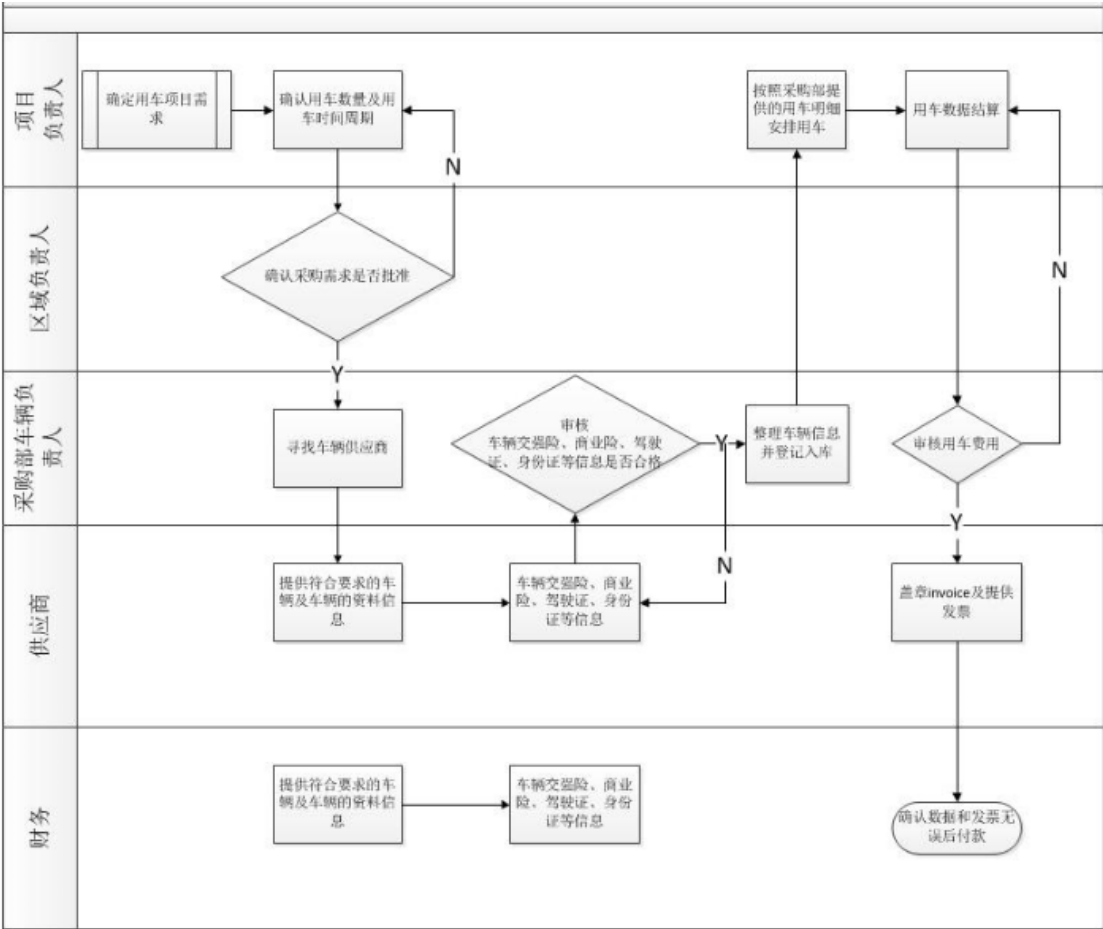 项目
负责人
确定用车项目需
求
确认用车数量及用
车时间周期
N
按照采购部提
供的用车明细
安排用车
用车数据结算
N
区域负责人
确认采购需求是否批准
Y
采购部车辆负
责人
寻找车辆供应商
审核
车辆交强险、商业险、驾驶
证、身份证等信息是否合格
Y
整理车辆信息
并登记入库
审核用车费用
Y
N
供应商
提供符合要求的车
辆及车辆的资料信
息
车辆交强险、商业
险、驾驶证、身份
证等信息
盖章invoice及提供
发票
财务
提供符合要求的车
辆及车辆的资料信
息
车辆交强险、商业
险、驾驶证、身份
证等信息
确认数据和发票无
误后付款